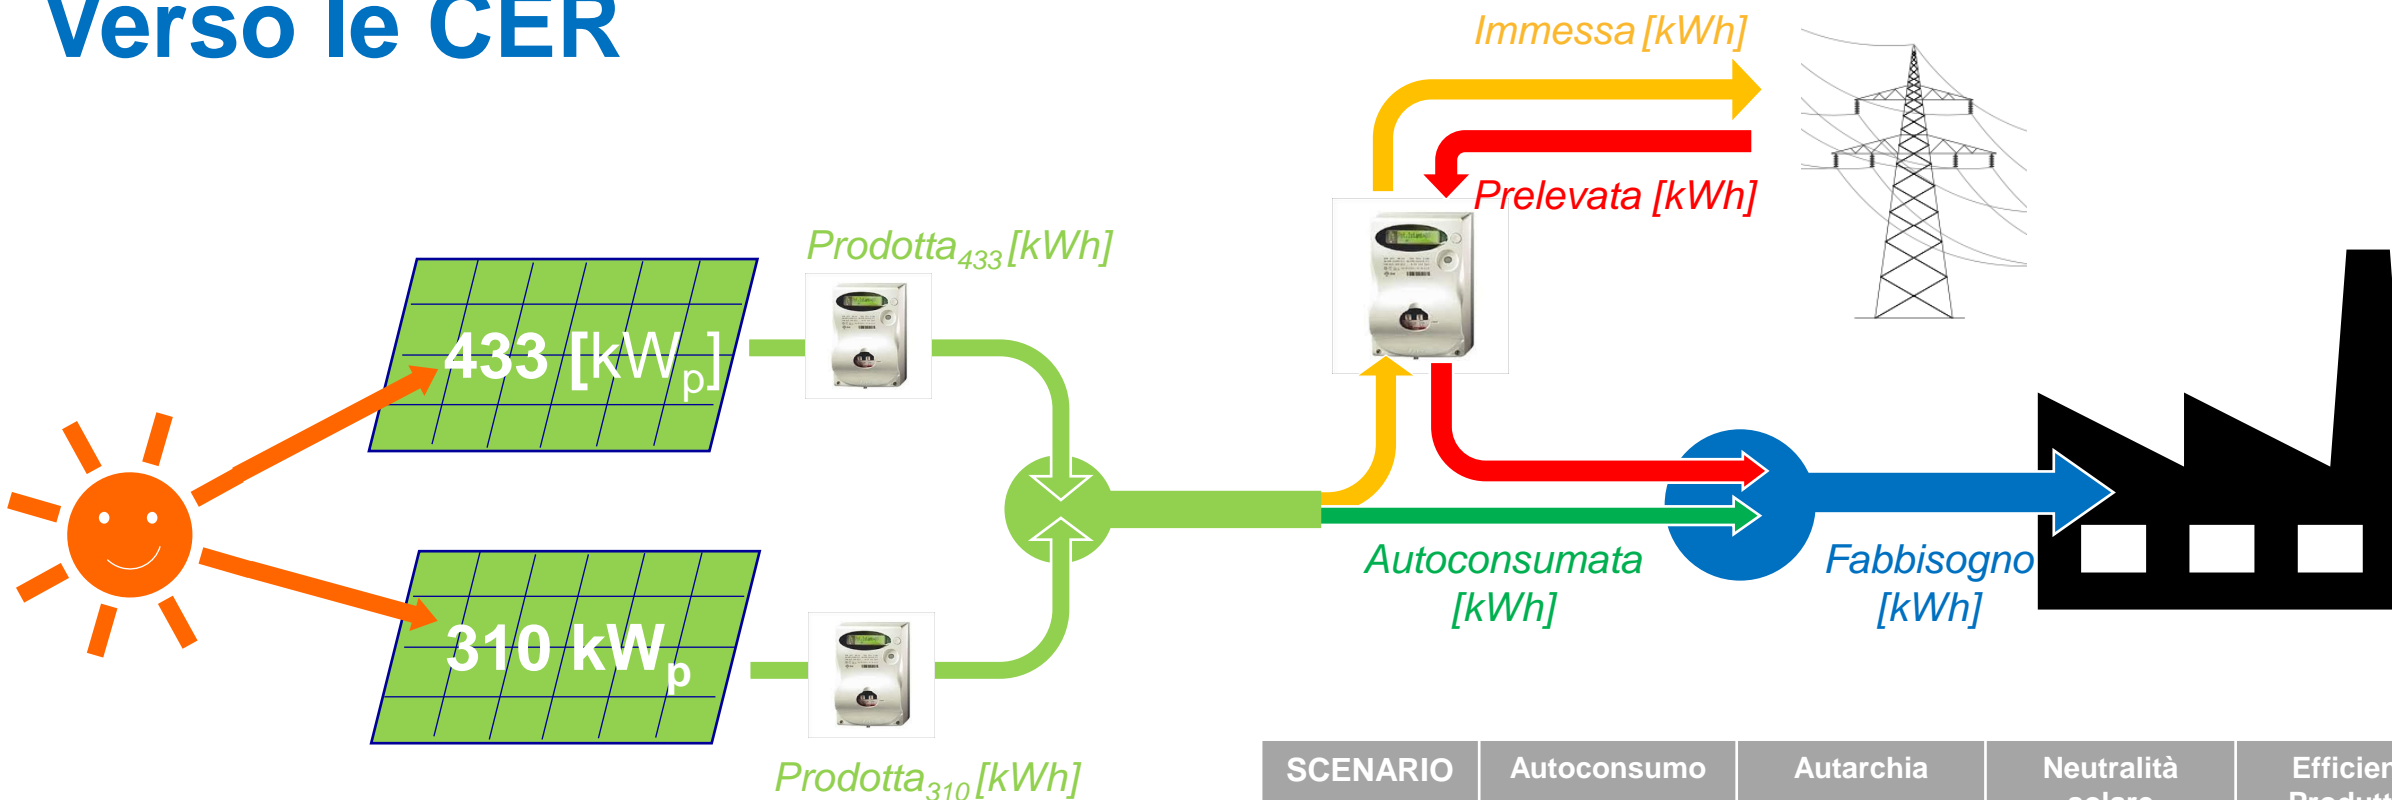 Verso le CER
Immessa [kWh]
Prelevata [kWh]
Prodotta433 [kWh]
433 [kWp]
310 kWp
Prodotta310 [kWh]
Autoconsumata
[kWh]
Fabbisogno
[kWh]
SCENARIO Autoconsumo Autarchia Neutralità
solare